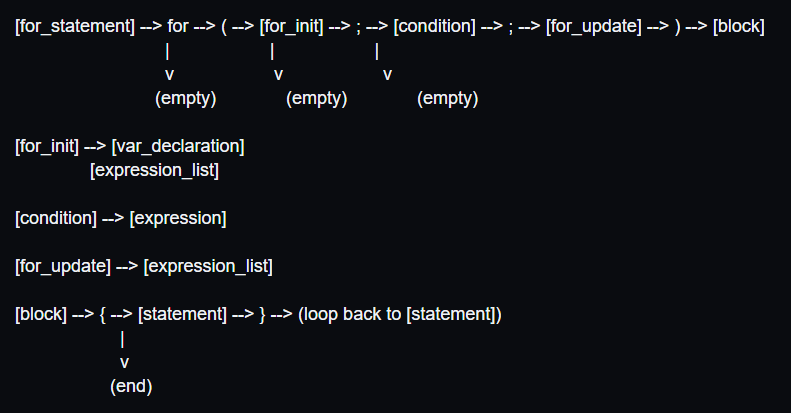 [for_statement] --> for --> ( --> [for_init] --> ; --> [condition] --> ; --> [for_update] --> ) --> [block]
| | |
v v v
(empty) (empty) (empty)
[for_init] --> [var_declaration]
[expression_list]
[condition] --> [expression]
[for_update] --> [expression_list]
[block] --> { --> [statement] --> } --> (loop back to [statement])
|
v
(end)